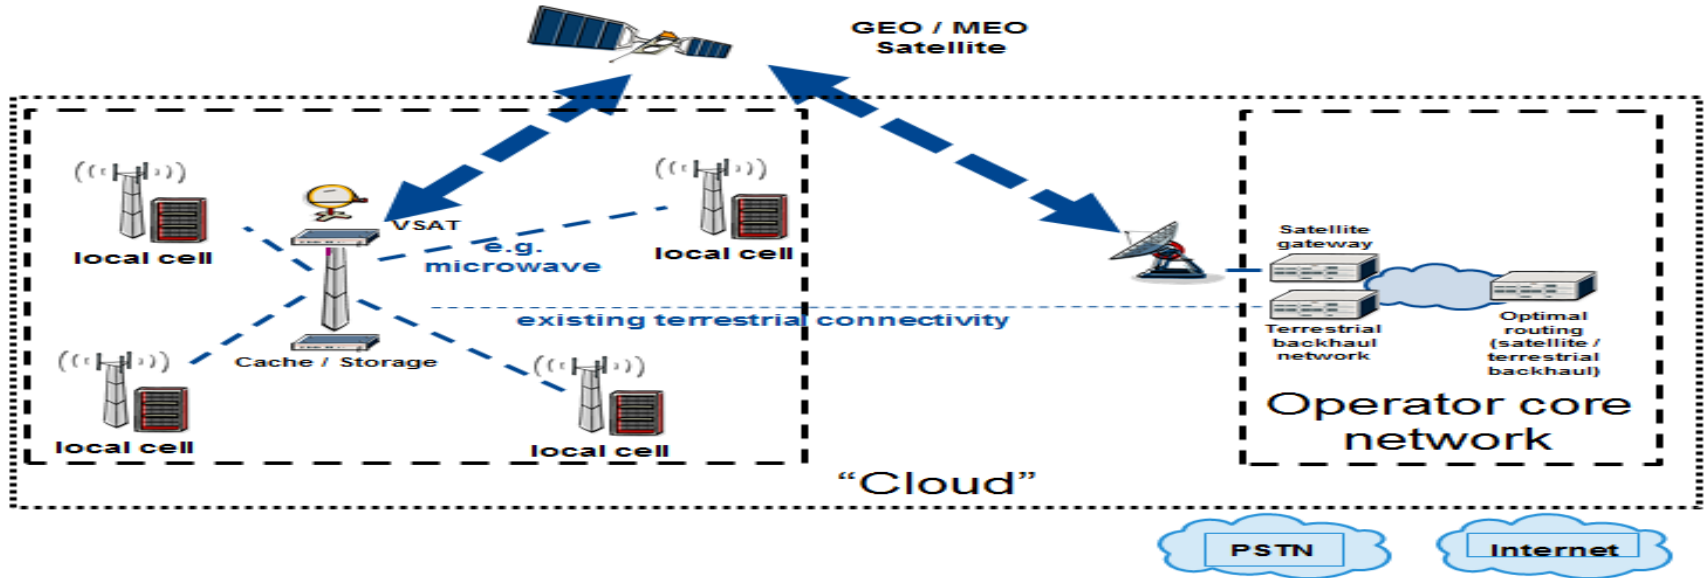 GEO / MEO
Satellite
VSAT
local cell
e.g.
microwave
local cell
Satellite
gateway
existing terrestrial connectivity
Cache / Storage
Terrestrial
backhaul
network
Optimal
routing
(satellite /
terrestrial
backhaul)
local cell
local cell
Operator core
network
“Cloud”
PSTN
Internet